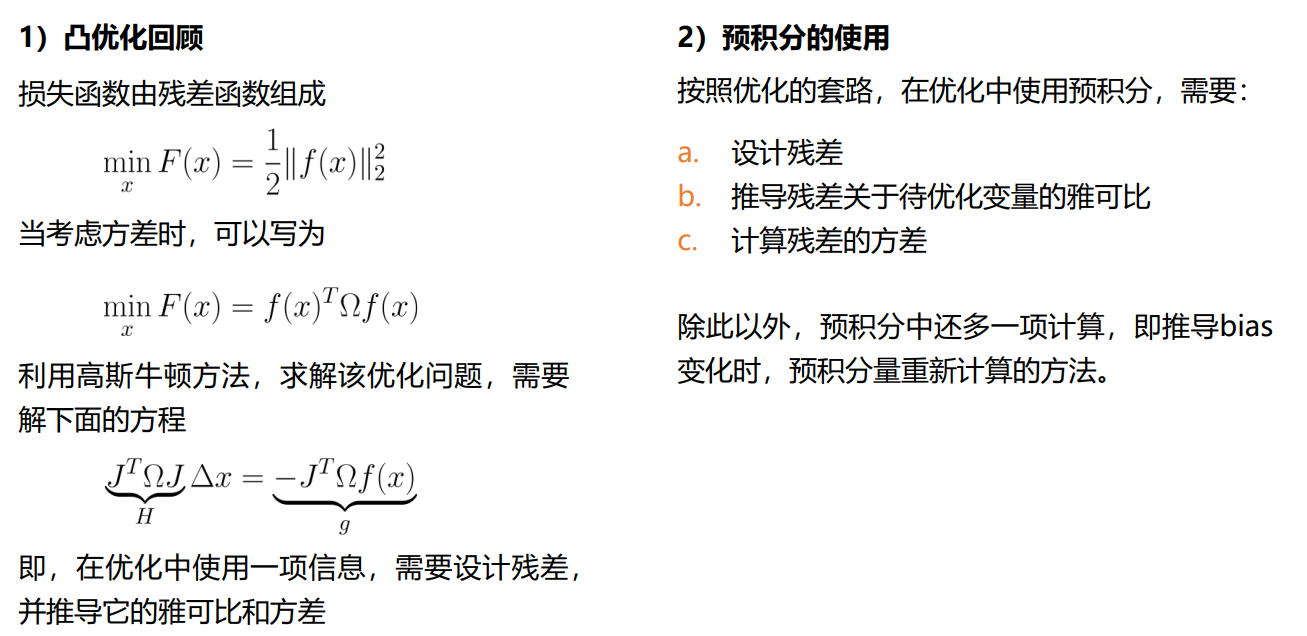 1）凸优化回顾
损失函数由残差函数组成
$\min_x F(x) = \frac{1}{2}\|f(x)\|_2^2$
当考虑方差时，可以写为
$\min_x F(x) = f(x)^T \Omega f(x)$
利用高斯牛顿方法，求解该优化问题，需要
解下面的方程
$\underbrace{J^T \Omega J}_{H} \Delta x = \underbrace{-J^T \Omega f(x)}_{g}$
即，在优化中使用一项信息，需要设计残差，
并推导它的雅可比和方差
2）预积分的使用
按照优化的套路，在优化中使用预积分，需要：
a. 设计残差
b. 推导残差关于待优化变量的雅可比
c. 计算残差的方差
除此以外，预积分中还多一项计算，即推导bias
变化时，预积分量重新计算的方法。